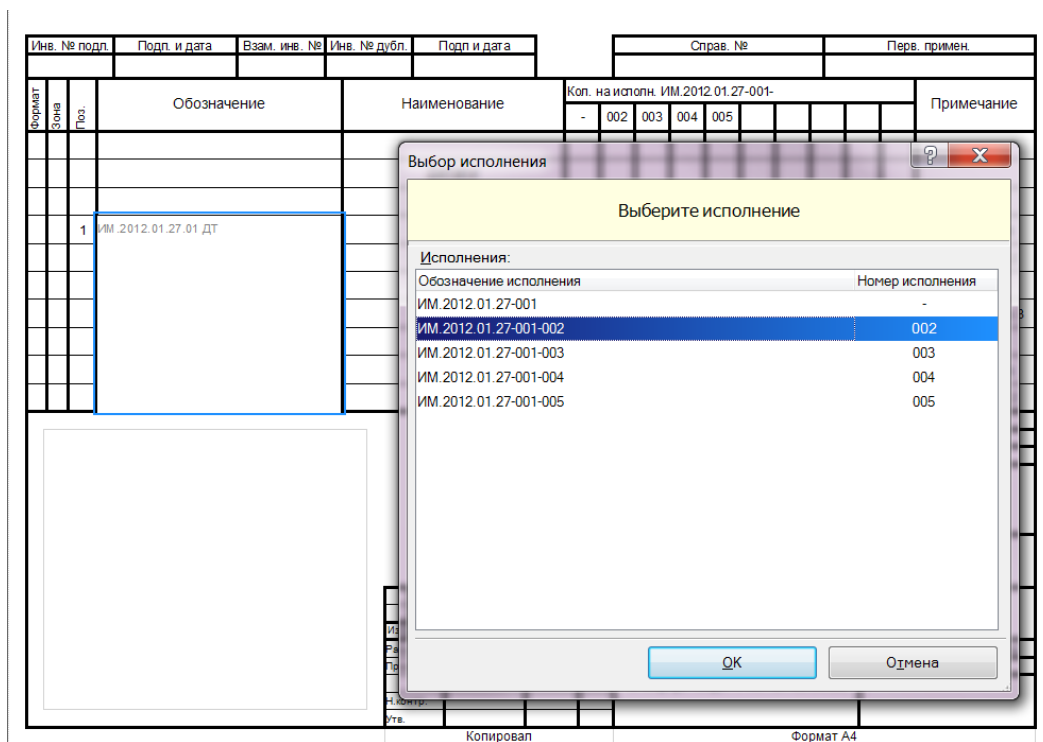 Инв. № подл. Подп. и дата Взам. инв. № Инв. № дубл. Подп и дата Справ. № Перв. примен.
Формат Зона Поз. Обозначение Наименование Кол. на исполн. ИМ.2012.01.27-001- Примечание
- 002 003 004 005
Выбор исполнения
Выберите исполнение
1 ИМ.2012.01.27.01 ДТ
Исполнения:
Обозначение исполнения Номер исполнения
ИМ.2012.01.27-001 -
ИМ.2012.01.27-001-002 002
ИМ.2012.01.27-001-003 003
ИМ.2012.01.27-001-004 004
ИМ.2012.01.27-001-005 005
OK Отмена
Н.контр.
Утв.
Копировал Формат А4